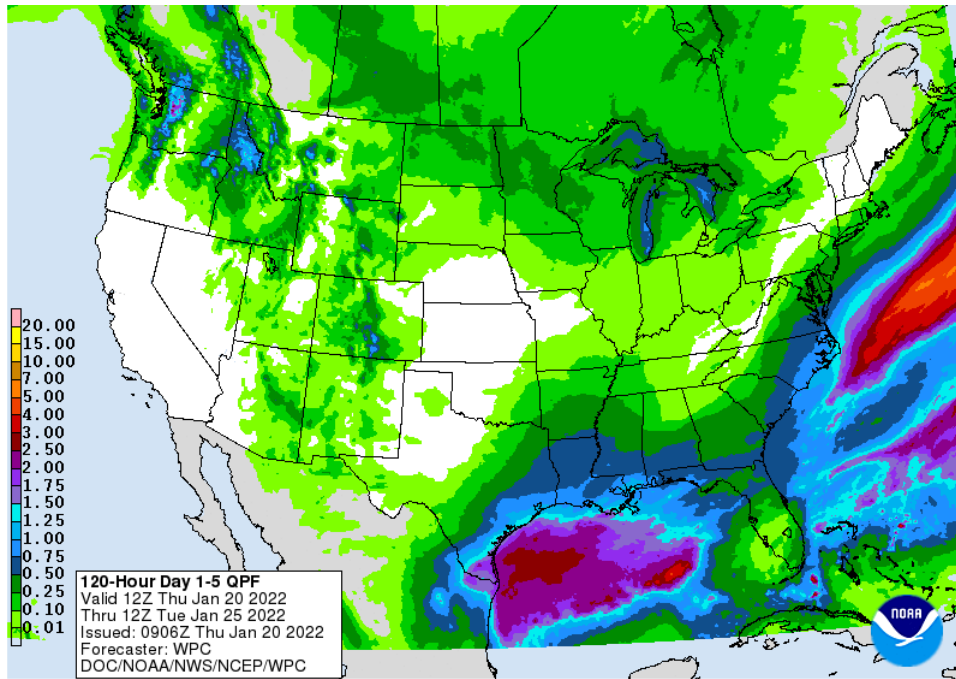 20.00
15.00
10.00
7.00
5.00
4.00
3.00
2.50
2.00
1.75
1.50
1.25
1.00
0.75
0.50
0.25
0.10
0.01
120-Hour Day 1-5 QPF
Valid 12Z Thu Jan 20 2022
Thru 12Z Tue Jan 25 2022
Issued: 0906Z Thu Jan 20 2022
Forecaster: WPC
DOC/NOAA/NWS/NCEP/WPC
NOAA